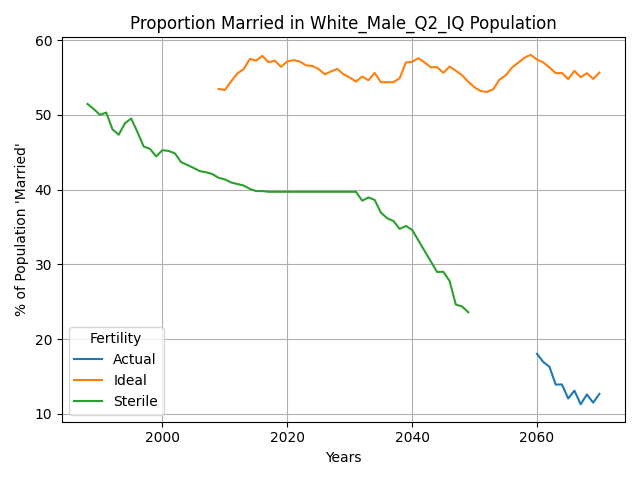 Proportion Married in White_Male_Q2_IQ Population
% of Population 'Married'
60
50
40
30
20
10
Fertility
Actual
Ideal
Sterile
2000
2020
2040
2060
Years